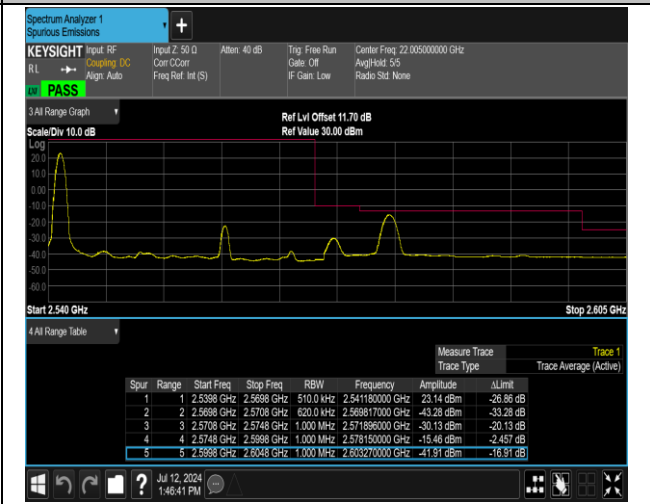 Spectrum Analyzer 1
Spurious Emissions
+
KEYSIGHT Input: RF Input Z: 50 Ω Atten: 40 dB Trig: Free Run Center Freq: 22.005000000 GHz
RL Coupling: DC Corr CCorr Gate: Off Avg|Hold: 5/5
Align: Auto Freq Ref: Int (S) IF Gain: Low Radio Std: None
PASS
3 All Range Graph
Ref Lvl Offset 11.70 dB
Scale/Div 10.0 dB Ref Value 30.00 dBm
Log
20.0
10.0
0.00
-10.0
-20.0
-30.0
-40.0
-50.0
-60.0
Start 2.540 GHz Stop 2.605 GHz
4 All Range Table
Measure Trace Trace 1
Trace Type Trace Average (Active)
Spur Range Start Freq Stop Freq RBW Frequency Amplitude ΔLimit
1 1 2.5398 GHz 2.5698 GHz 510.0 kHz 2.541180000 GHz 23.14 dBm -26.86 dB
2 2 2.5698 GHz 2.5708 GHz 620.0 kHz 2.569817000 GHz -43.28 dBm -33.28 dB
3 3 2.5708 GHz 2.5748 GHz 1.000 MHz 2.571896000 GHz -30.13 dBm -20.13 dB
4 4 2.5748 GHz 2.5998 GHz 1.000 MHz 2.578150000 GHz -15.46 dBm -2.457 dB
5 5 2.5998 GHz 2.6048 GHz 1.000 MHz 2.603270000 GHz -41.91 dBm -16.91 dB
? Jul 12, 2024
1:46:41 PM